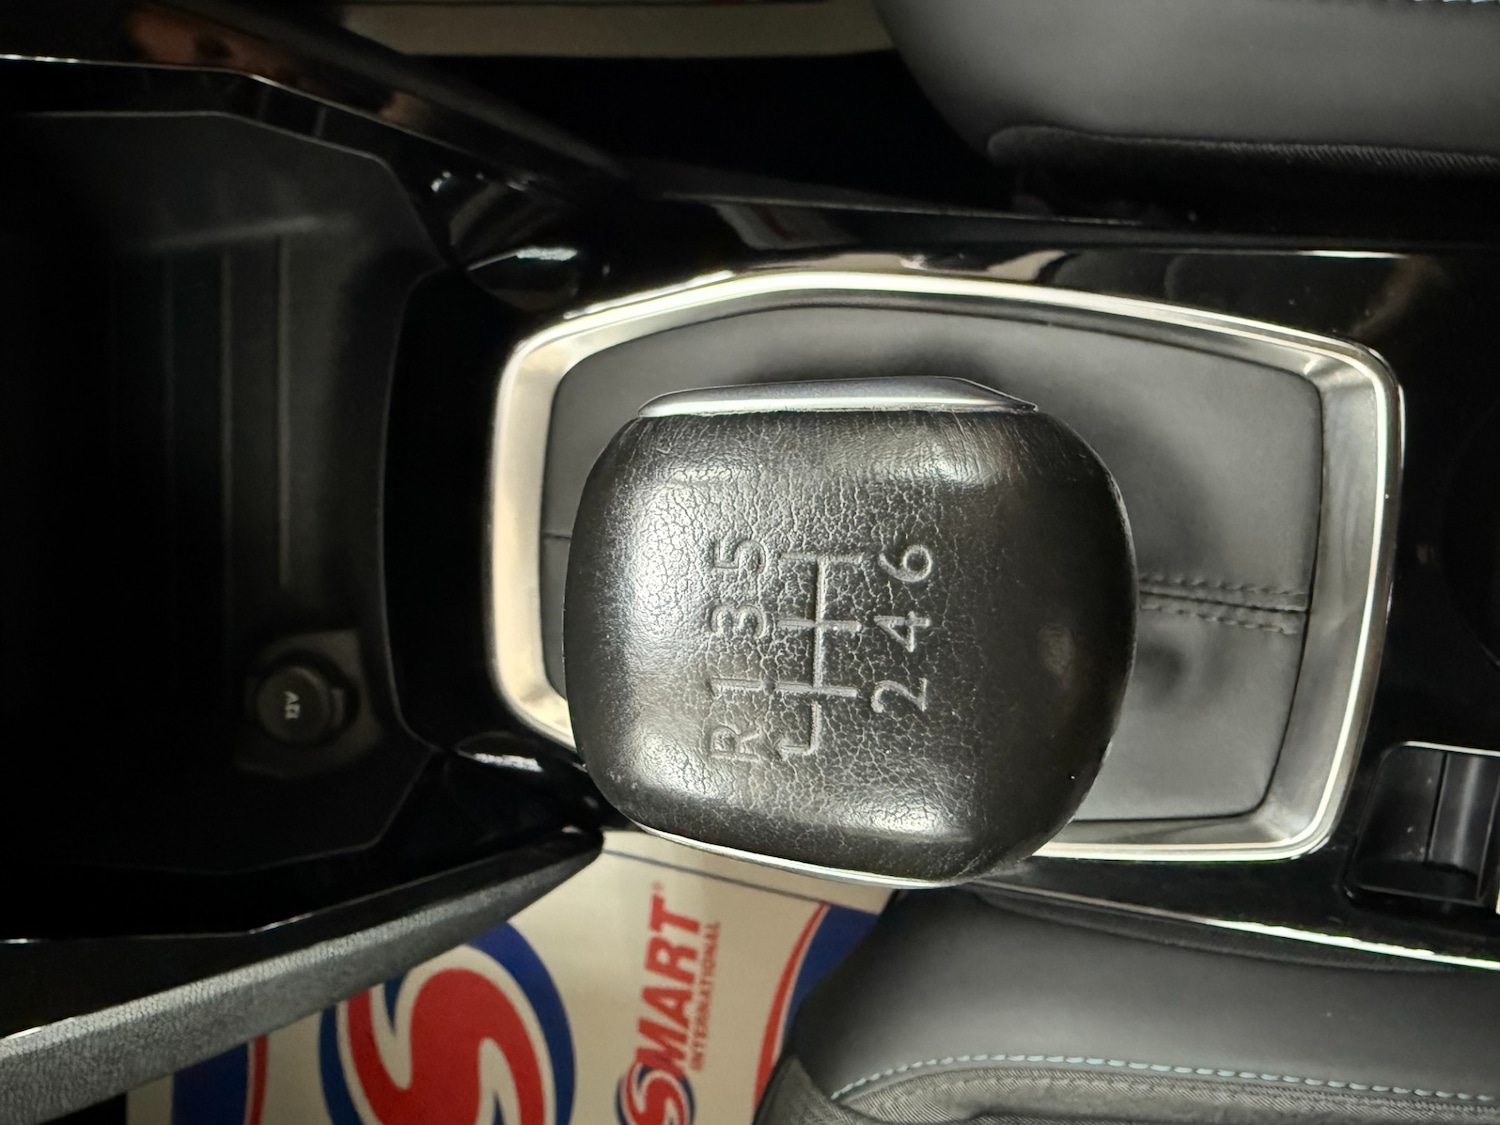 R 1 3 5
2 4 6
12V
SMART®
INTERNATIONAL